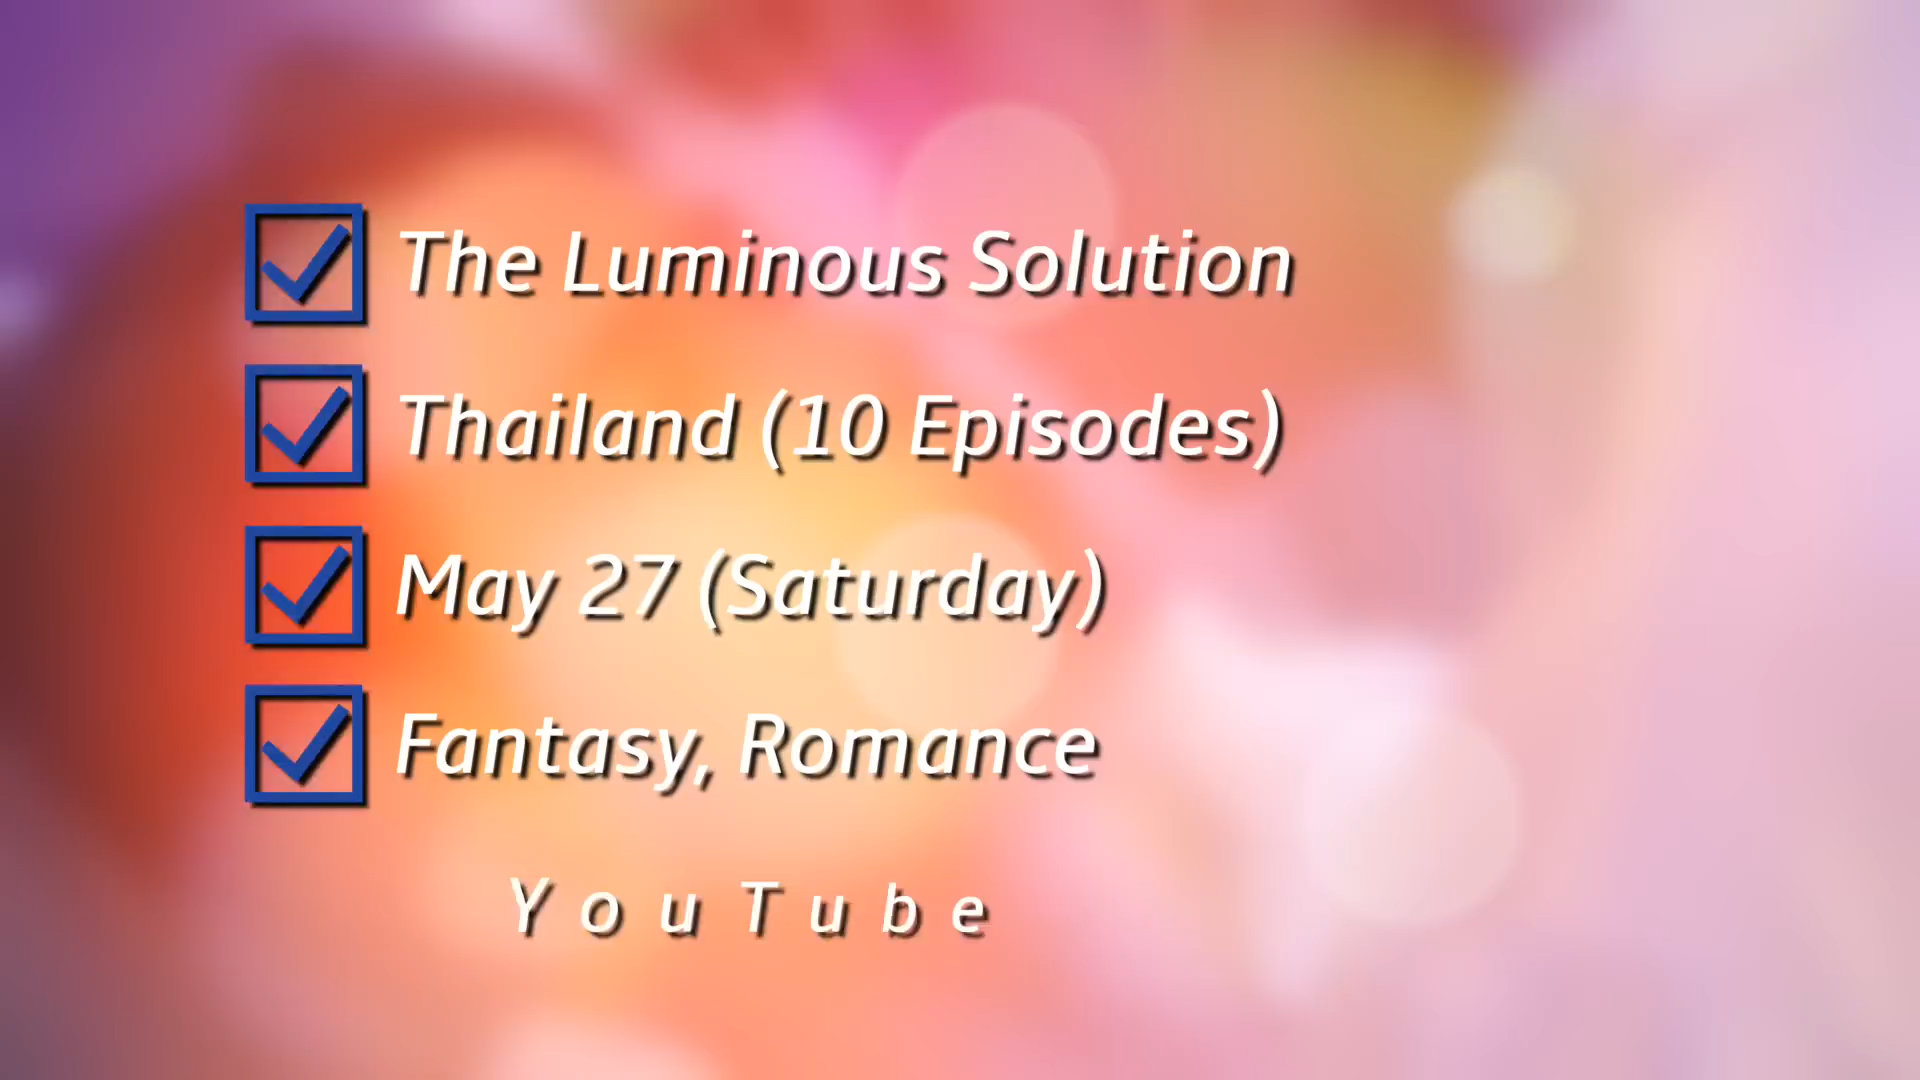 The Luminous Solution
Thailand (10 Episodes)
May 27 (Saturday)
Fantasy, Romance
YouTube